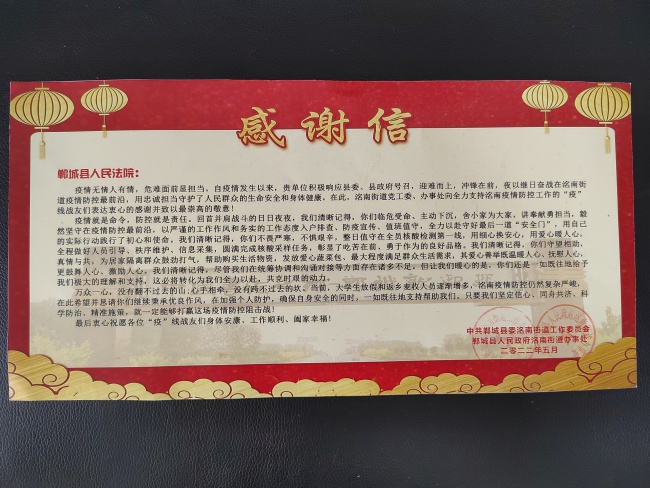 感谢信
郸城县人民法院：
疫情无情人有情，危难面前显担当。自疫情发生以来，贵单位积极响应县委、县政府号召，迎难而上，冲锋在前，夜以继日奋战在洺南街
道疫情防控最前沿，用忠诚担当守护了人民群众的生命安全和身体健康。在此，洺南街道党工委、办事处向全力支持洺南疫情防控工作的“疫”
线战友们表达衷心的感谢并致以最崇高的敬意！
疫情就是命令，防控就是责任。回首并肩战斗的日日夜夜，我们清晰记得，你们临危受命、主动下沉，舍小家为大家，讲奉献勇担当，毅
然坚守在疫情防控最前沿，以严谨的工作作风和务实的工作态度入户排查、防疫宣传、值班值守，全力以赴守好最后一道“安全门”，用自己
的实际行动践行了初心和使命。我们清晰记得，你们不畏严寒，不惧艰辛，整日值守在全员核酸检测第一线，用细心换安心，用爱心暖人心，
全程做好人员引导、秩序维护、信息采集，圆满完成核酸采样任务，彰显了吃苦在前、勇于作为的良好品格。我们清晰记得，你们守望相助、
真情与共，为居家隔离群众鼓劲打气、帮助购买生活物资，发放爱心蔬菜包、最大程度满足群众生活需求，其爱心善举既温暖人心、抚慰人心，
更鼓舞人心、激励人心。我们清晰记得，尽管我们在统筹协调和沟通对接等方面存在诸多不足，但让我们暖心的是，你们还是一如既往地给予
我们极大的理解和支持，这必将转化为我们全力以赴、共克时艰的动力。
万众一心，没有翻不过去的山；心手相牵，没有跨不过去的坎。当前，大学生放假和返乡麦收人员逐渐增多，洺南疫情防控仍然复杂严峻，
在此希望并恳请你们继续秉承优良作风，在加强个人防护，确保自身安全的同时，一如既往地支持帮助我们。只要我们坚定信心、同舟共济、科
学防治、精准施策，就一定能够打赢这场疫情防控阻击战！
最后衷心祝愿各位“疫”线战友们身体安康、工作顺利、阖家幸福！
中共郸城县委洺南街道工作委员会
郸城县人民政府洺南街道办事处
二〇二二年五月